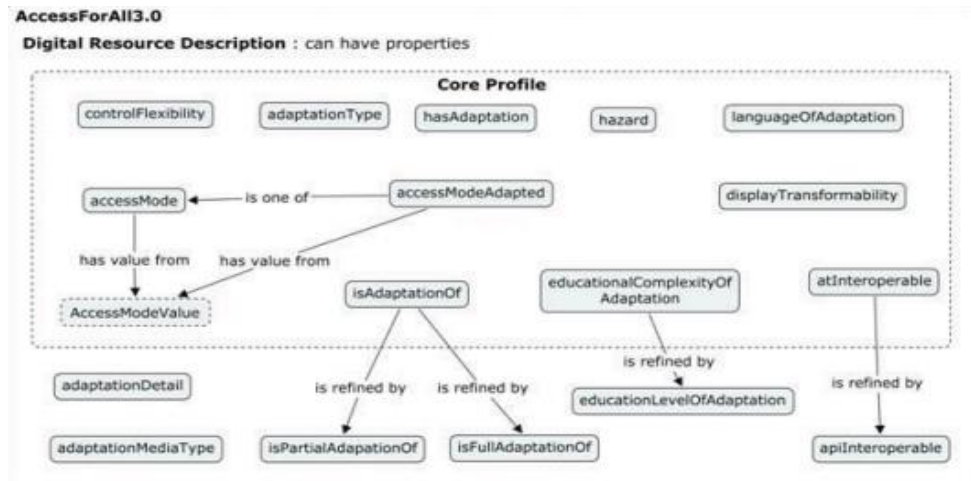 AccessForAll3.0
Digital Resource Description : can have properties
Core Profile
controlFlexibility
adaptationType
hasAdaptation
hazard
languageOfAdaptation
accessMode
is one of
accessModeAdapted
displayTransformability
has value from
has value from
AccessModeValue
isAdaptationOf
educationalComplexityOf
Adaptation
atInteroperable
is refined by
is refined by
is refined by
is refined by
adaptationDetail
educationLevelOfAdaptation
adaptationMediaType
isPartialAdapationOf
isFullAdaptationOf
apiInteroperable